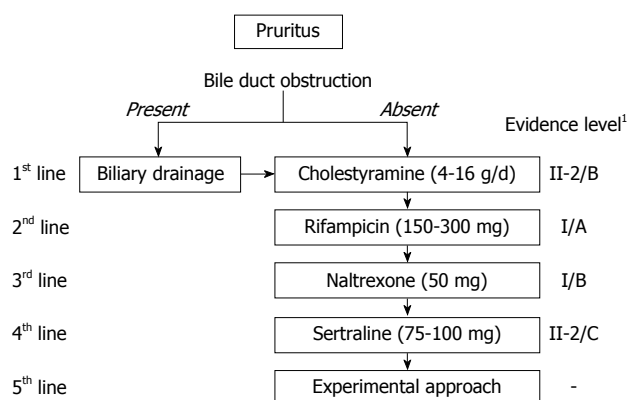 Pruritus
Bile duct obstruction
Present
Absent
Evidence level¹
1st line
Biliary drainage
Cholestyramine (4-16 g/d)
II-2/B
2nd line
Rifampicin (150-300 mg)
I/A
3rd line
Naltrexone (50 mg)
I/B
4th line
Sertraline (75-100 mg)
II-2/C
5th line
Experimental approach
-